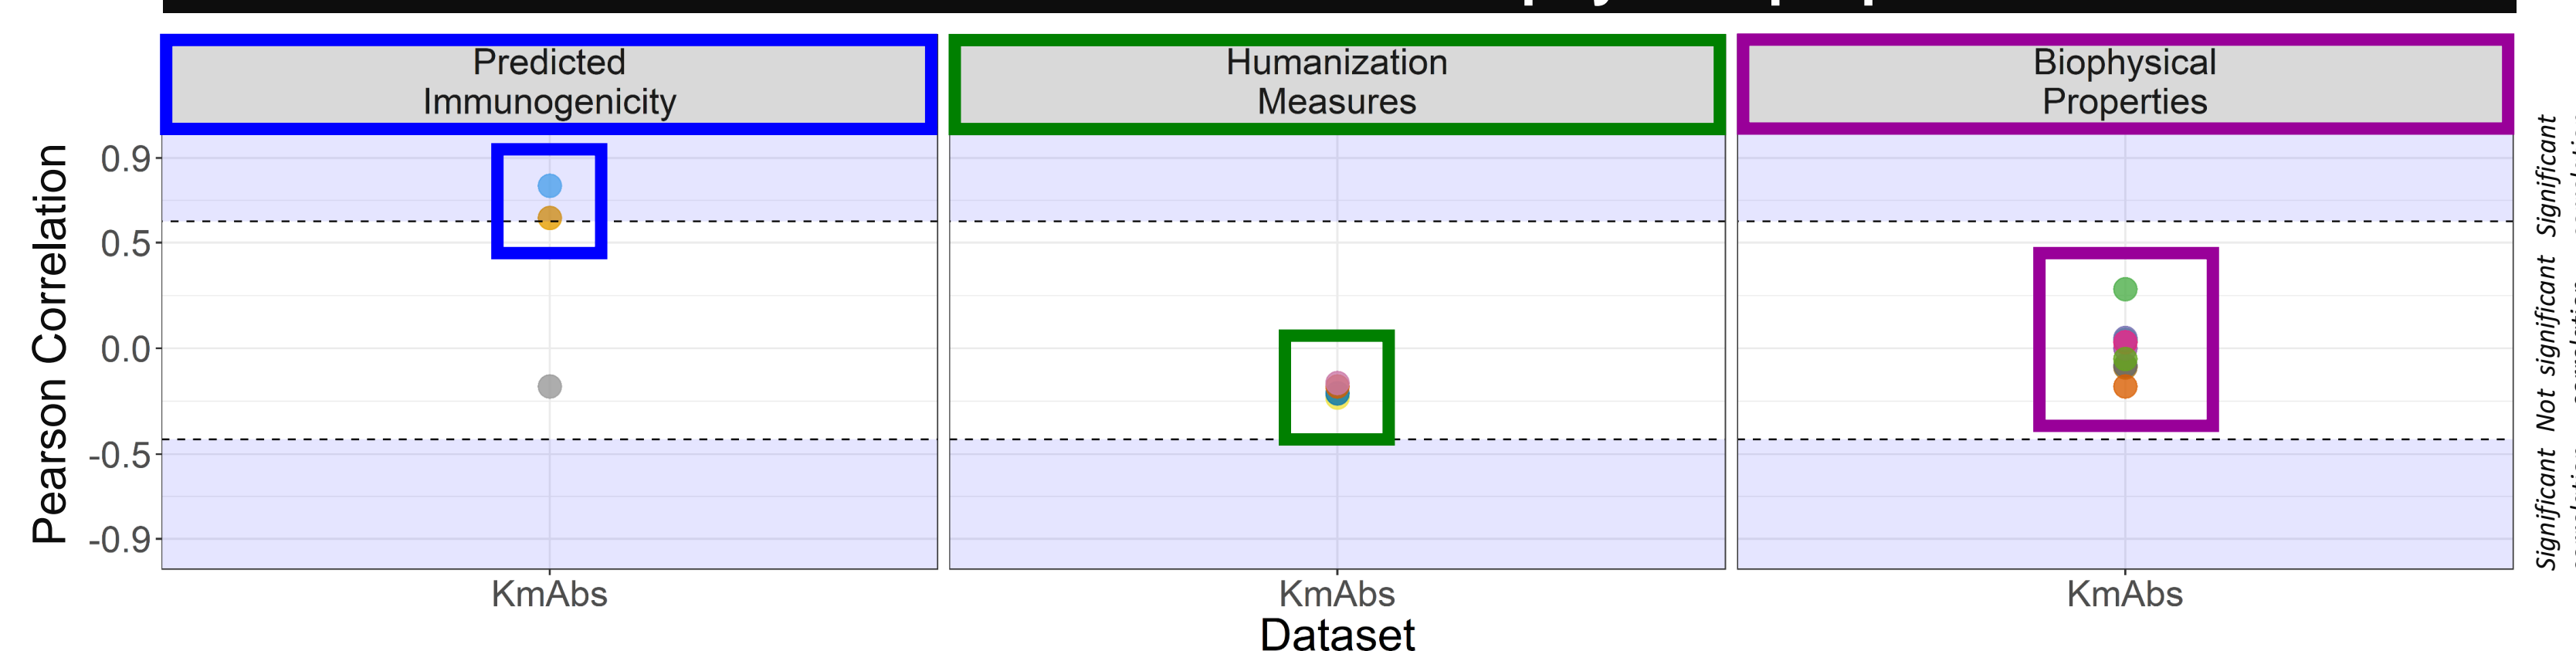 Predicted
Immunogenicity
Humanization
Measures
Biophysical
Properties
Pearson Correlation
0.9
0.5
0.0
-0.5
-0.9
KmAbs
KmAbs
KmAbs
Dataset
Significant
Not significant
Significant